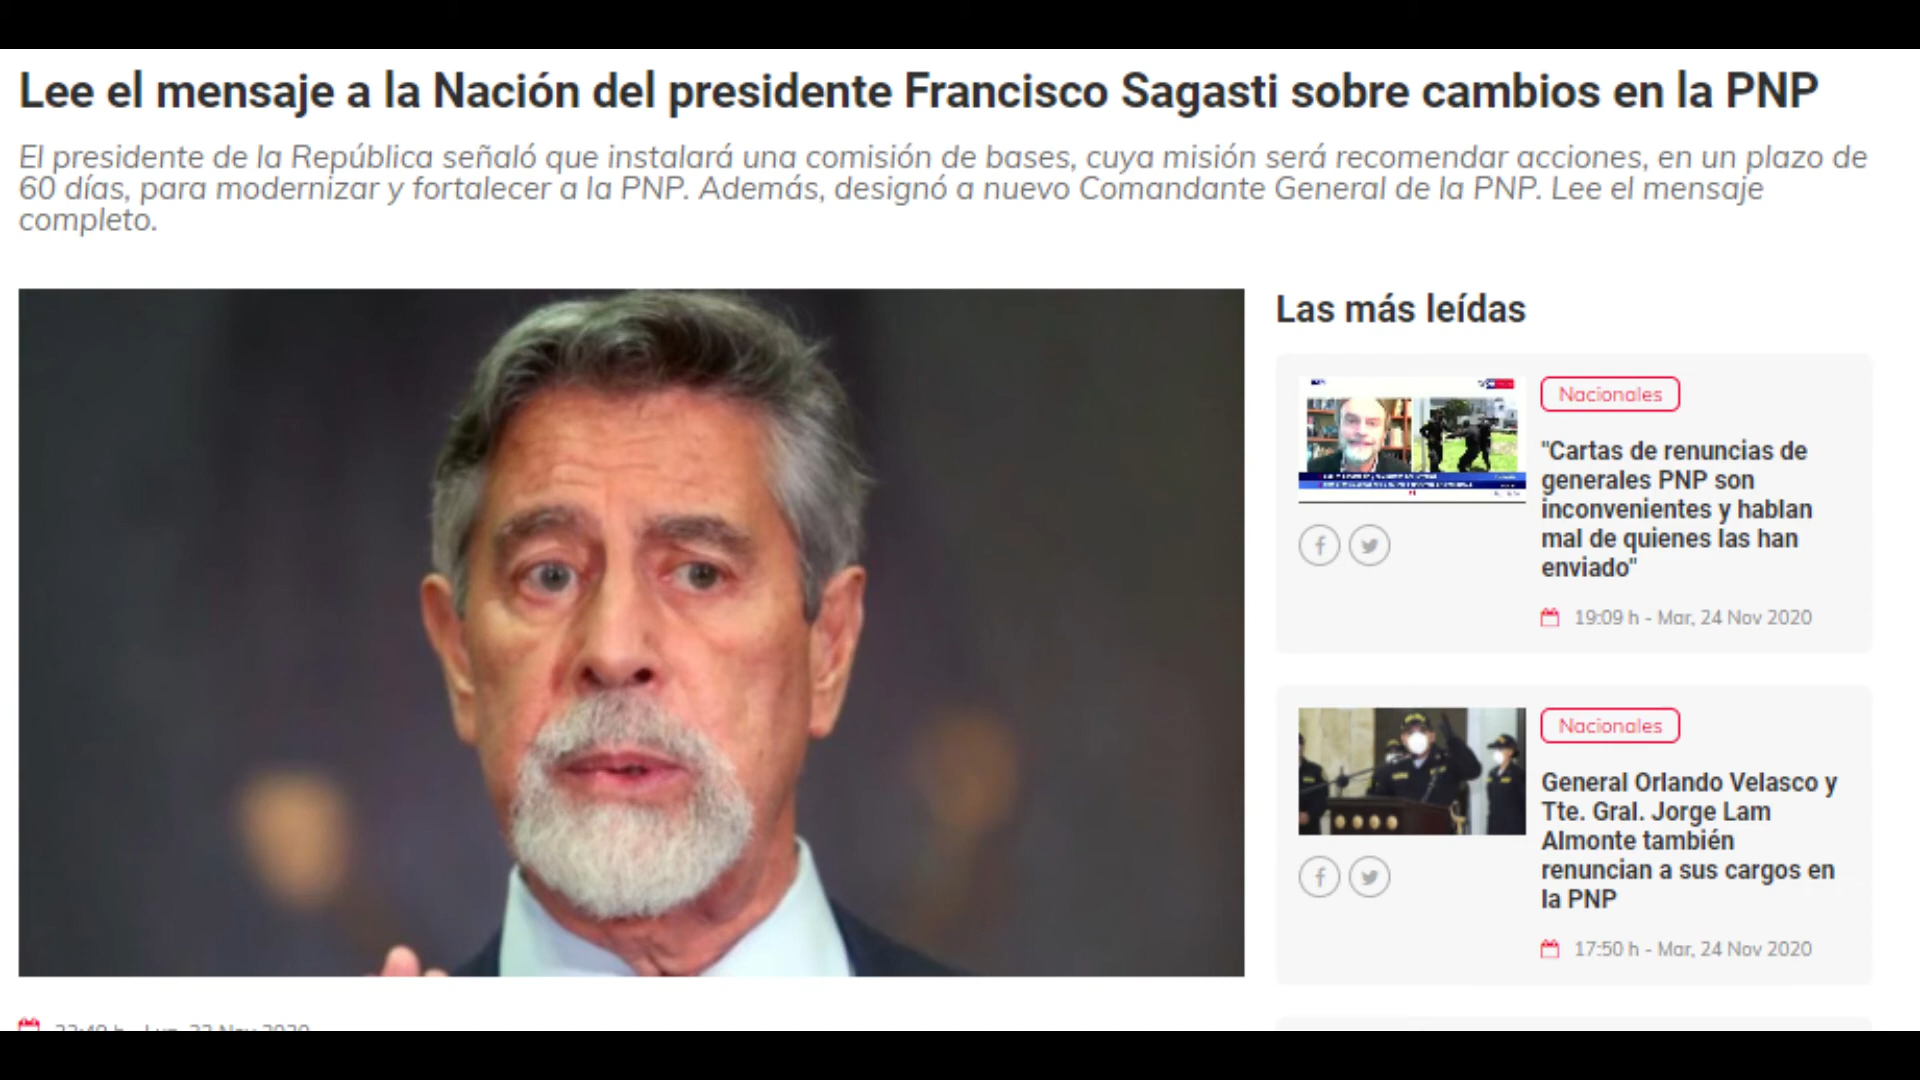 Lee el mensaje a la Nación del presidente Francisco Sagasti sobre cambios en la PNP
El presidente de la República señaló que instalará una comisión de bases, cuya misión será recomendar acciones, en un plazo de
60 días, para modernizar y fortalecer a la PNP. Además, designó a nuevo Comandante General de la PNP. Lee el mensaje
completo.
Las más leídas
Nacionales
"Cartas de renuncias de
generales PNP son
inconvenientes y hablan
mal de quienes las han
enviado"
19:09 h - Mar, 24 Nov 2020
Nacionales
General Orlando Velasco y
Tte. Gral. Jorge Lam
Almonte también
renuncian a sus cargos en
la PNP
17:50 h - Mar, 24 Nov 2020